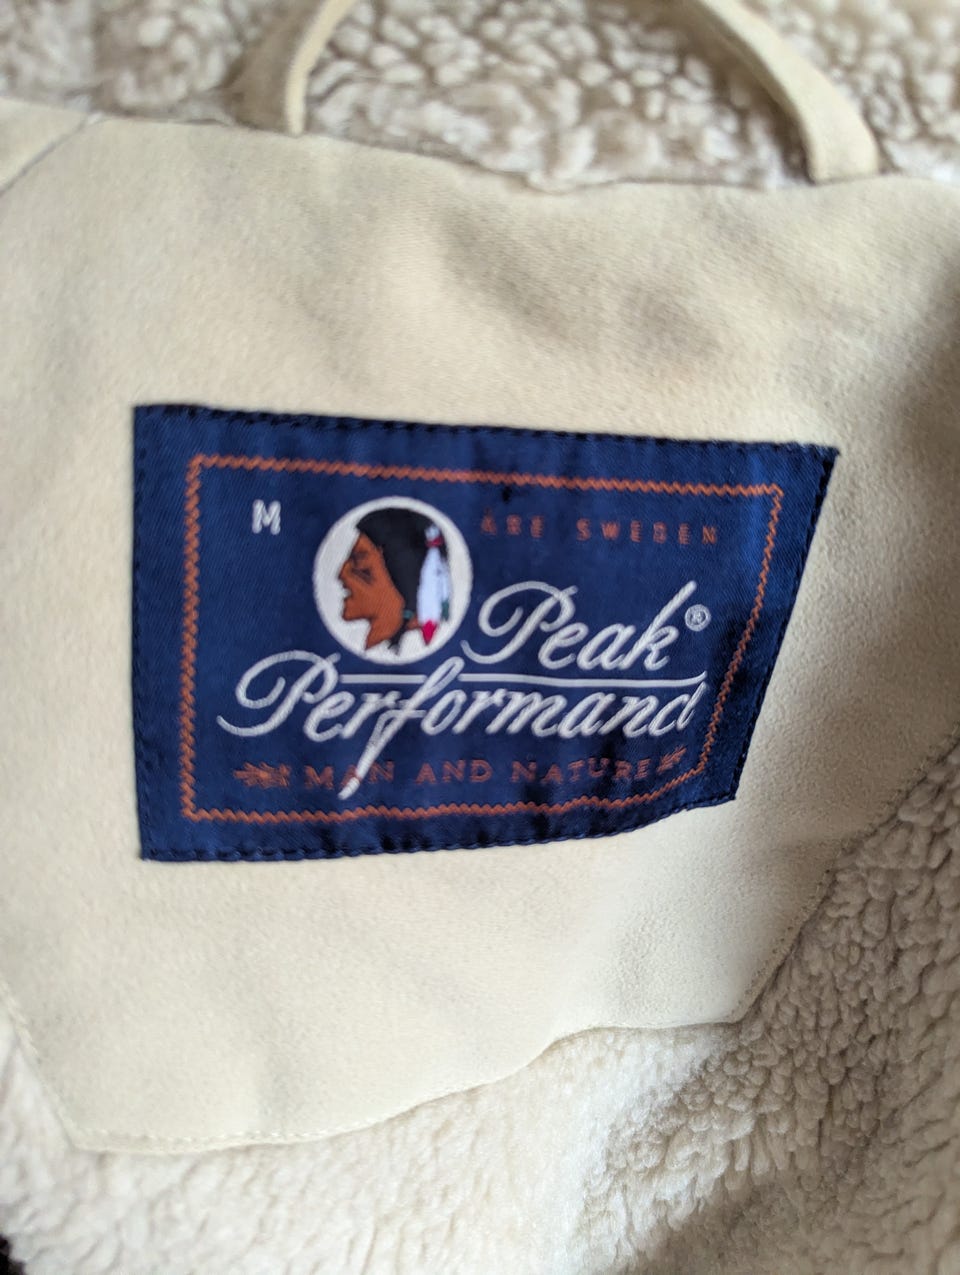 M
ÅRE SWEDEN
Peak®
Performance
MAN AND NATURE